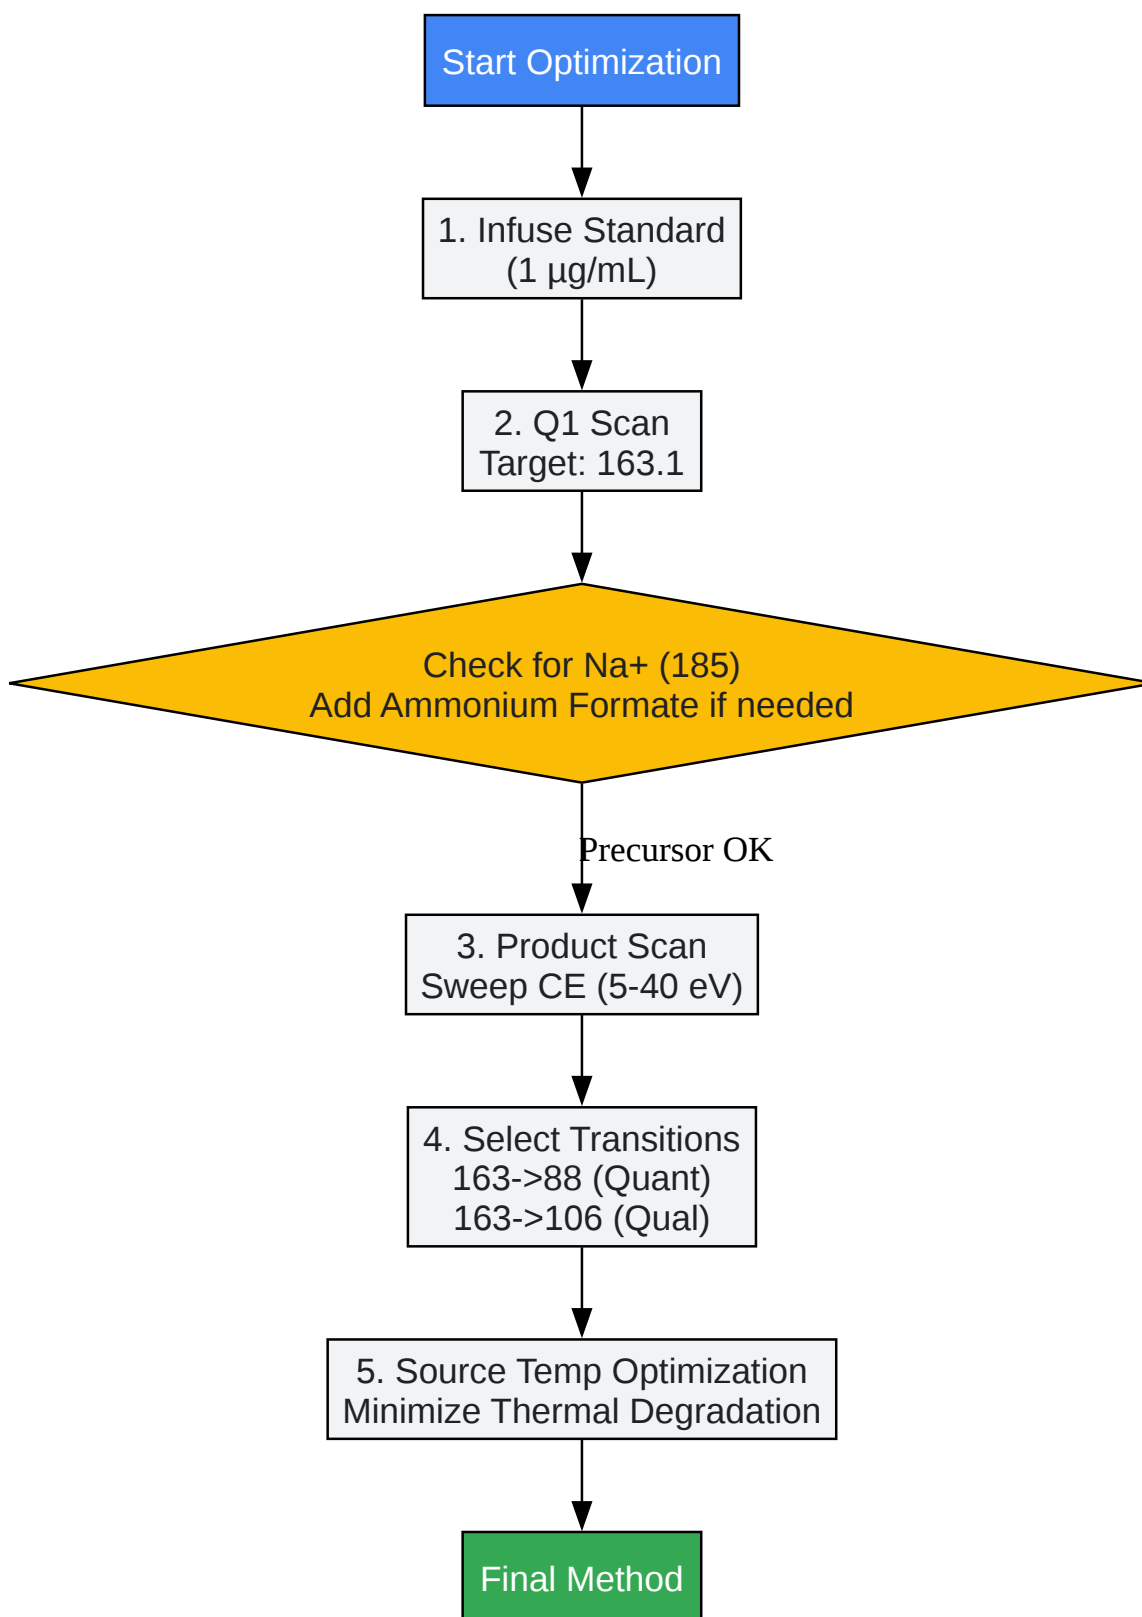 Start Optimization
1. Infuse Standard
(1 µg/mL)
2. Q1 Scan
Target: 163.1
Check for Na+ (185)
Add Ammonium Formate if needed
Precursor OK
3. Product Scan
Sweep CE (5-40 eV)
4. Select Transitions
163->88 (Quant)
163->106 (Qual)
5. Source Temp Optimization
Minimize Thermal Degradation
Final Method